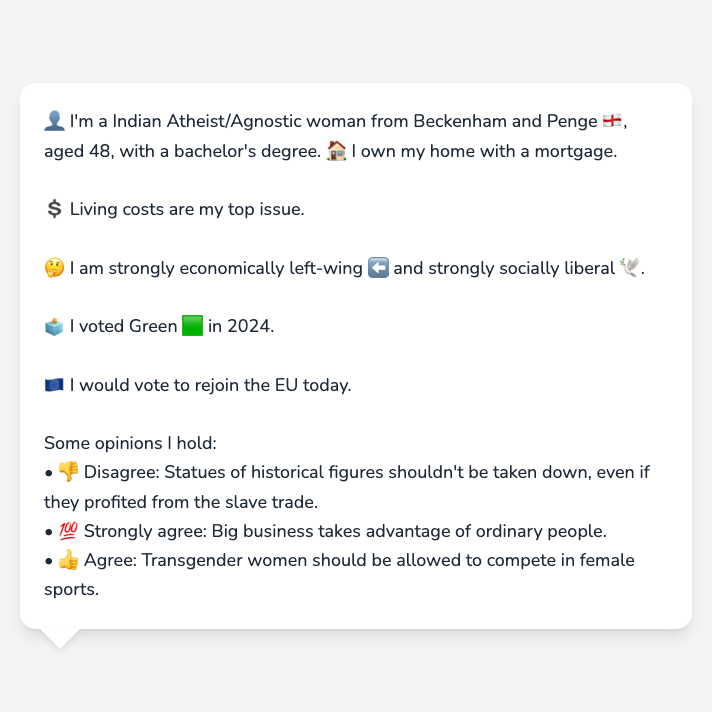 👤 I'm a Indian Atheist/Agnostic woman from Beckenham and Penge 🏴󠁧󠁢󠁥󠁮󠁧󠁿,
aged 48, with a bachelor's degree. 🏠 I own my home with a mortgage.
💲 Living costs are my top issue.
🤔 I am strongly economically left-wing ⬅️ and strongly socially liberal 🕊️.
🗳️ I voted Green 🟩 in 2024.
🇪🇺 I would vote to rejoin the EU today.
Some opinions I hold:
• 👎 Disagree: Statues of historical figures shouldn't be taken down, even if
they profited from the slave trade.
• 💯 Strongly agree: Big business takes advantage of ordinary people.
• 👍 Agree: Transgender women should be allowed to compete in female
sports.